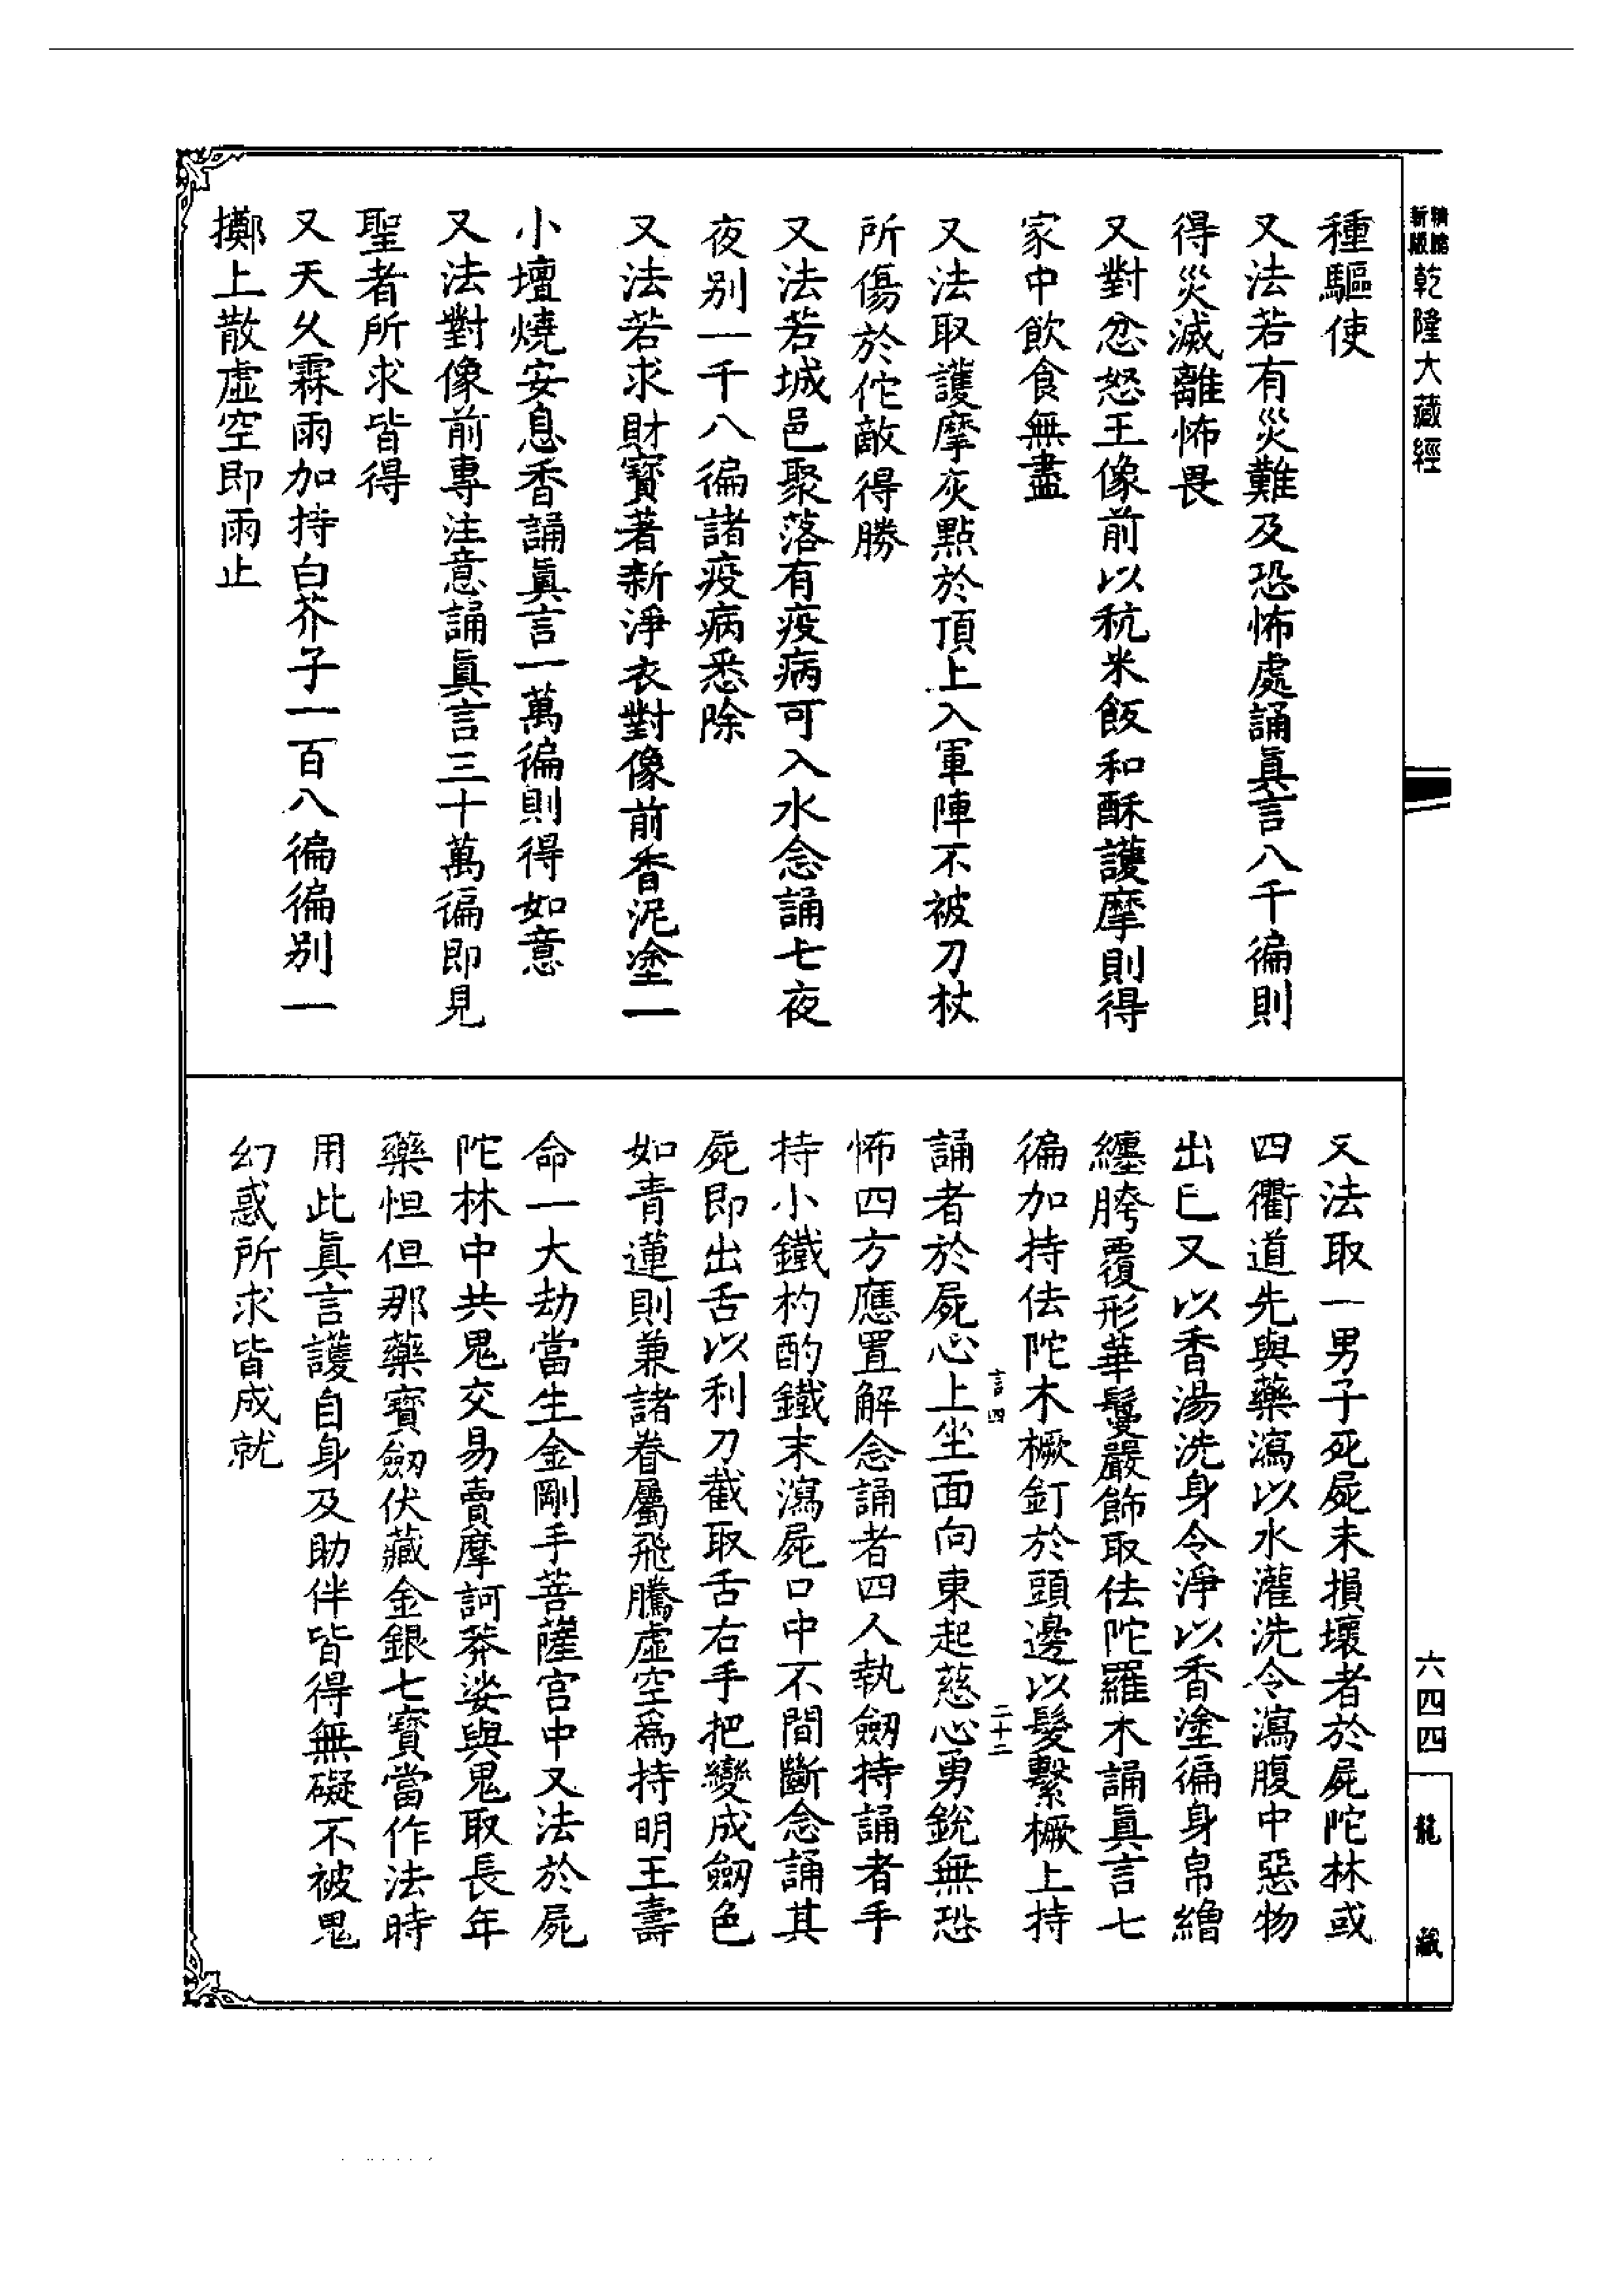 新版精縮乾隆大藏經
種驅使
又法若有災難及恐怖處誦眞言八千徧則
得災滅離怖畏
又對忿怒王像前以秔米飯和酥護摩則得
家中飲食無盡
又法取護摩灰點於頂上入軍陣不被刀杖
所傷於佗敵得勝
又法若城邑聚落有疫病可入水念誦七夜
夜别一千八徧諸疫病悉除
又法若求財寶著新淨衣對像前香泥塗一
小壇燒安息香誦眞言一萬徧則得如意
又法對像前專注意誦眞言三十萬徧即見
聖者所求皆得
又天久霖雨加持白芥子一百八徧徧别一
擲上散虛空即雨止
六四四
龍藏
又法取一男子死屍未損壞者於屍陀林或
四衢道先與藥瀉以水灌洗令瀉腹中惡物
出已又以香湯洗身令淨以香塗徧身帛繒
纏胯覆形華鬘嚴飾取佉陀羅木誦眞言七
徧加持佉陀木橛釘於頭邊以髮繫橛上持
言四
二十二
誦者於屍心上坐面向東起慈心勇銳無恐
怖四方應置解念誦者四人執劒持誦者手
持小鐵杓酌鐵末瀉屍口中不間斷念誦其
屍即出舌以利刀截取舌右手把變成劒色
如青蓮則兼諸眷屬飛騰虛空爲持明王壽
命一大劫當生金剛手菩薩宮中又法於屍
陀林中共鬼交易賣摩訶莽娑與鬼取長年
藥怛但那藥寶劒伏藏金銀七寶當作法時
用此眞言護自身及助伴皆得無礙不被鬼
幻惑所求皆成就